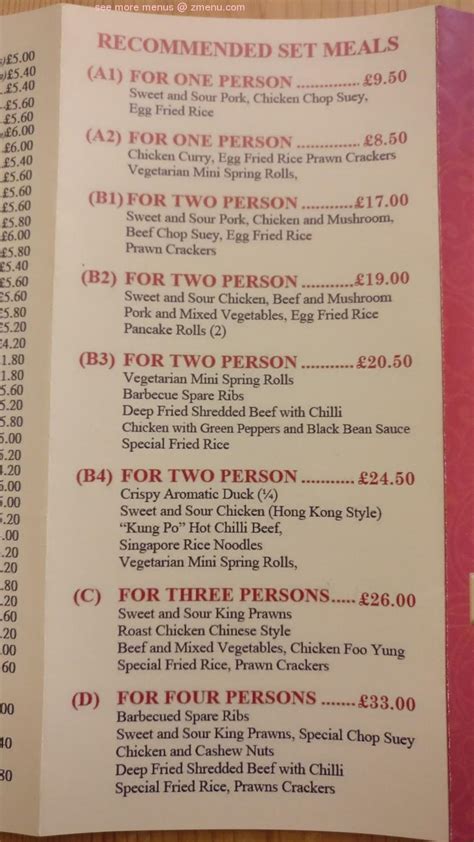 see more menus @ zmenu.com
RECOMMENDED SET MEALS
(A1) FOR ONE PERSON ............. £9.50
Sweet and Sour Pork, Chicken Chop Suey,
Egg Fried Rice
(A2) FOR ONE PERSON ............. £8.50
Chicken Curry, Egg Fried Rice Prawn Crackers
Vegetarian Mini Spring Rolls,
(B1) FOR TWO PERSON ........... £17.00
Sweet and Sour Pork, Chicken and Mushroom,
Beef Chop Suey, Egg Fried Rice
Prawn Crackers
(B2) FOR TWO PERSON ........... £19.00
Sweet and Sour Chicken, Beef and Mushroom
Pork and Mixed Vegetables, Egg Fried Rice
Pancake Rolls (2)
(B3) FOR TWO PERSON ........... £20.50
Vegetarian Mini Spring Rolls
Barbecue Spare Ribs
Deep Fried Shredded Beef with Chilli
Chicken with Green Peppers and Black Bean Sauce
Special Fried Rice
(B4) FOR TWO PERSON ........... £24.50
Crispy Aromatic Duck (¼)
Sweet and Sour Chicken (Hong Kong Style)
“Kung Po” Hot Chilli Beef,
Singapore Rice Noodles
Vegetarian Mini Spring Rolls,
(C) FOR THREE PERSONS..... £26.00
Sweet and Sour King Prawns
Roast Chicken Chinese Style
Beef and Mixed Vegetables, Chicken Foo Yung
Special Fried Rice, Prawn Crackers
(D) FOR FOUR PERSONS ....... £33.00
Barbecued Spare Ribs
Sweet and Sour King Prawns, Special Chop Suey
Chicken and Cashew Nuts
Deep Fried Shredded Beef with Chilli
Special Fried Rice, Prawns Crackers